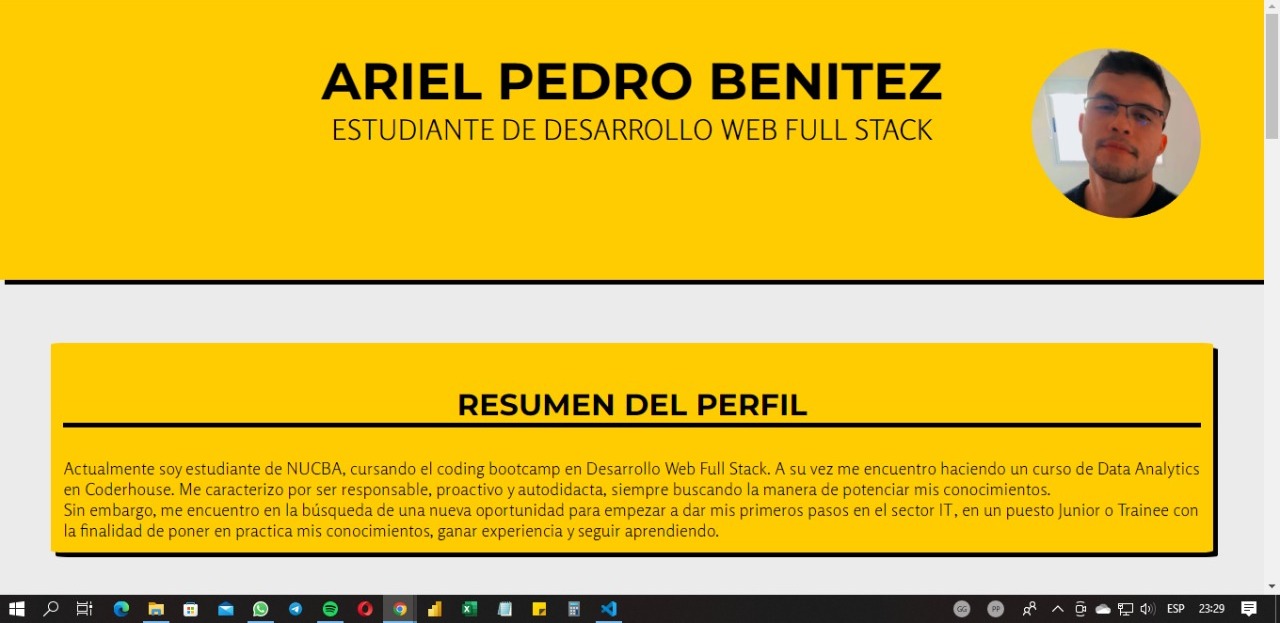 ARIEL PEDRO BENITEZ
ESTUDIANTE DE DESARROLLO WEB FULL STACK
RESUMEN DEL PERFIL
Actualmente soy estudiante de NUCBA, cursando el coding bootcamp en Desarrollo Web Full Stack. A su vez me encuentro haciendo un curso de Data Analytics
en Coderhouse. Me caracterizo por ser responsable, proactivo y autodidacta, siempre buscando la manera de potenciar mis conocimientos.
Sin embargo, me encuentro en la búsqueda de una nueva oportunidad para empezar a dar mis primeros pasos en el sector IT, en un puesto Junior o Trainee con
la finalidad de poner en practica mis conocimientos, ganar experiencia y seguir aprendiendo.
GG PP ESP 23:29